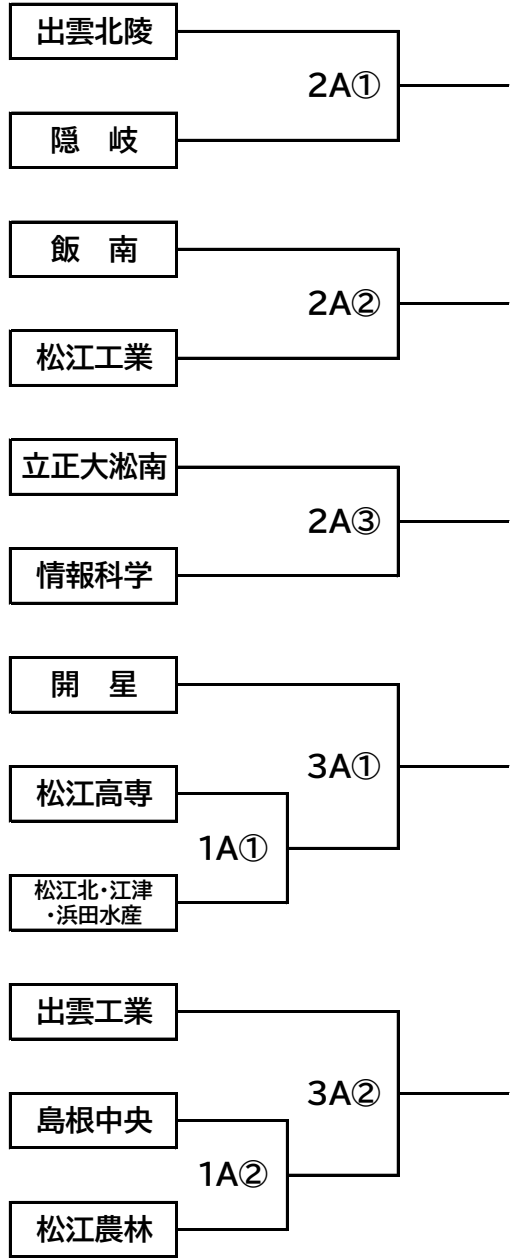 出雲北陵
2A①
隠　岐
飯　南
2A②
松江工業
立正大淞南
2A③
情報科学
開　星
3A①
松江高専
1A①
松江北・江津
・浜田水産
出雲工業
3A②
島根中央
1A②
松江農林